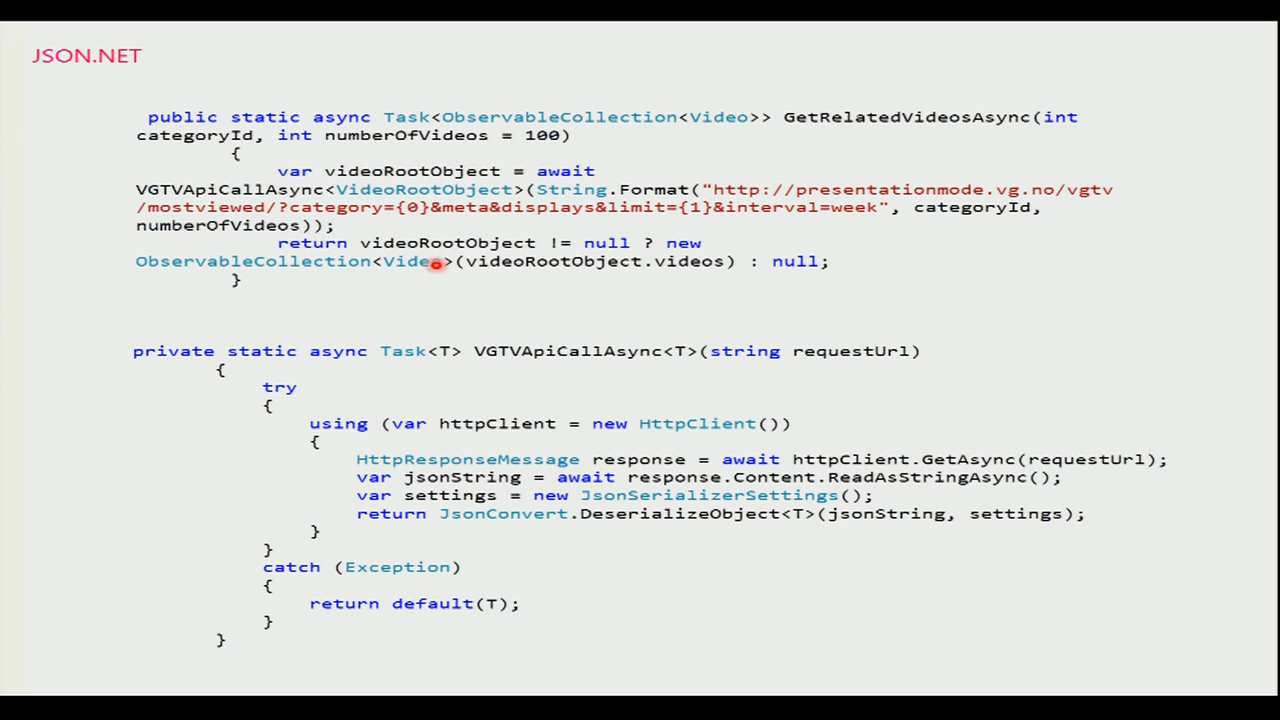 JSON.NET
public static async Task<ObservableCollection<Video>> GetRelatedVideosAsync(int
categoryId, int numberOfVideos = 100)
{
var videoRootObject = await
VGTVApiCallAsync<VideoRootObject>(String.Format("http://presentationmode.vg.no/vgtv
/mostviewed/?category={0}&meta&displays&limit={1}&interval=week", categoryId,
numberOfVideos));
return videoRootObject != null ? new
ObservableCollection<Video>(videoRootObject.videos) : null;
}
private static async Task<T> VGTVApiCallAsync<T>(string requestUrl)
{
try
{
using (var httpClient = new HttpClient())
{
HttpResponseMessage response = await httpClient.GetAsync(requestUrl);
var jsonString = await response.Content.ReadAsStringAsync();
var settings = new JsonSerializerSettings();
return JsonConvert.DeserializeObject<T>(jsonString, settings);
}
}
catch (Exception)
{
return default(T);
}
}